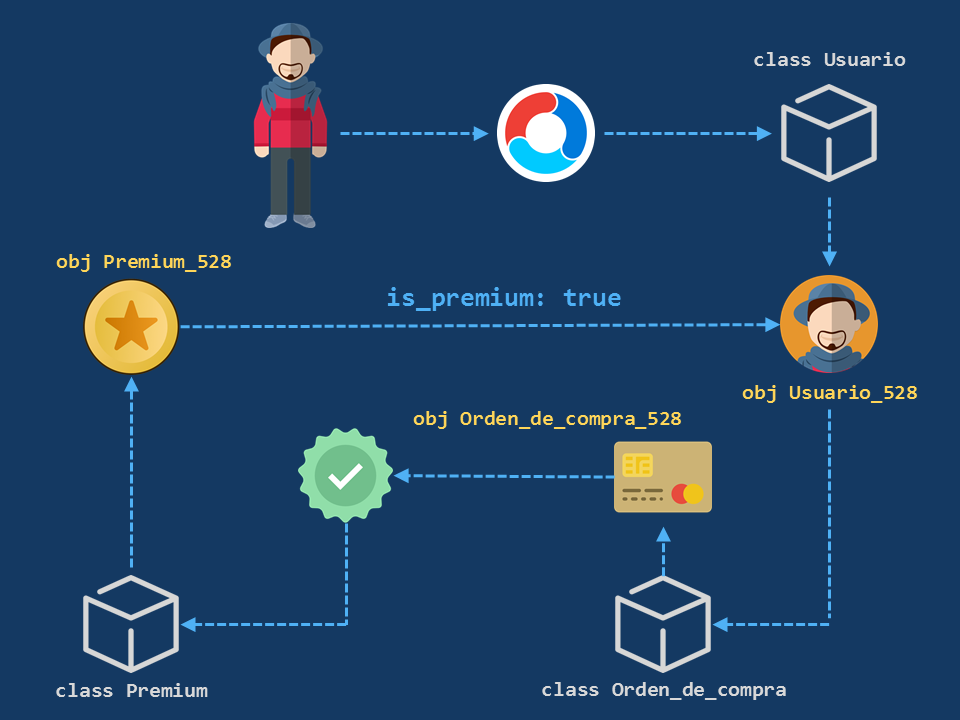 class Usuario
obj Premium_528
is_premium: true
obj Usuario_528
obj Orden_de_compra_528
class Premium
class Orden_de_compra